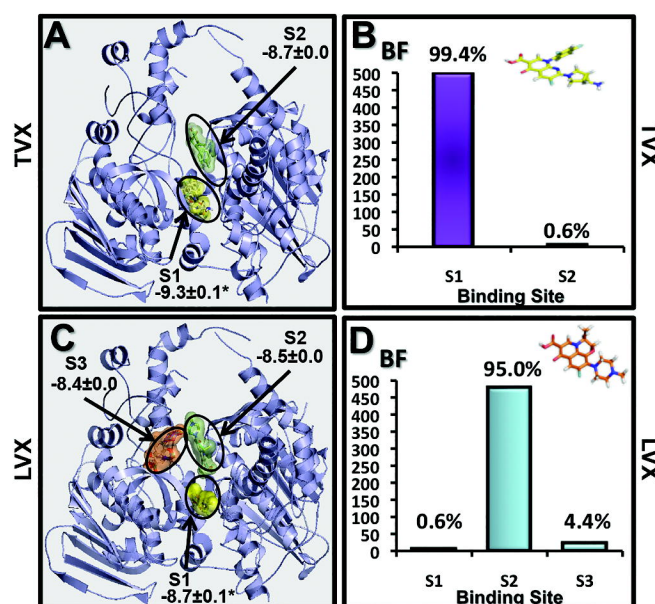 A
S2
-8.7±0.0
TVX
S1
-9.3±0.1*
B
BF
99.4%
500
450
400
350
300
250
200
150
100
50
0
0.6%
S1 S2
Binding Site
TVX
C
S3
-8.4±0.0
S2
-8.5±0.0
LVX
S1
-8.7±0.1*
D
BF
95.0%
500
450
400
350
300
250
200
150
100
50
0
0.6%
4.4%
S1 S2 S3
Binding Site
LVX